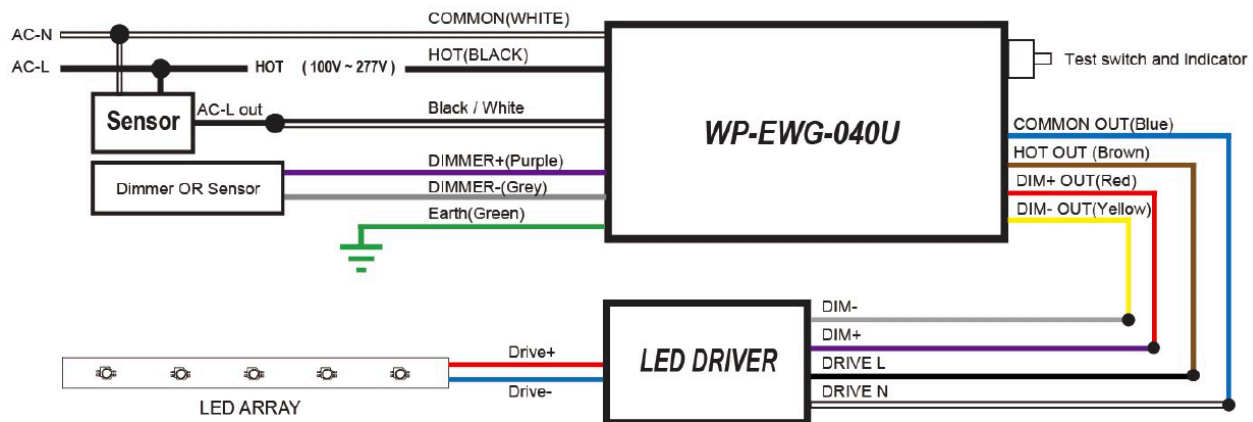 COMMON(WHITE)
AC-N
HOT(BLACK)
AC-L
HOT ( 100V ~ 277V )
Test switch and Indicator
AC-L out
Black / White
Sensor
WP-EWG-040U
COMMON OUT(Blue)
HOT OUT (Brown)
DIMMER+(Purple)
Dimmer OR Sensor
DIM+ OUT(Red)
DIMMER-(Grey)
DIM- OUT(Yellow)
Earth(Green)
DIM-
DIM+
Drive+
LED DRIVER
DRIVE L
Drive-
DRIVE N
LED ARRAY